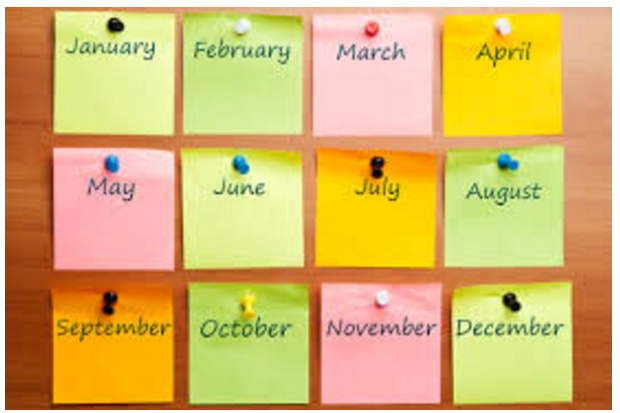 January
February
March
April
May
June
July
August
September
October
November
December